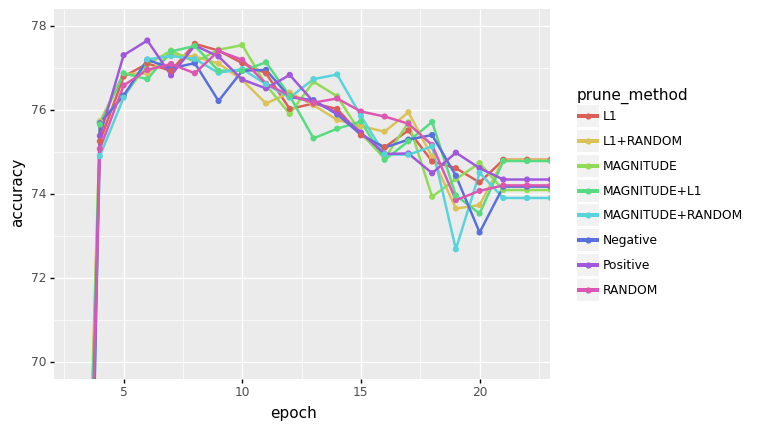 78
76
74
72
70
accuracy
5
10
15
20
epoch
prune_method
L1
L1+RANDOM
MAGNITUDE
MAGNITUDE+L1
MAGNITUDE+RANDOM
Negative
Positive
RANDOM